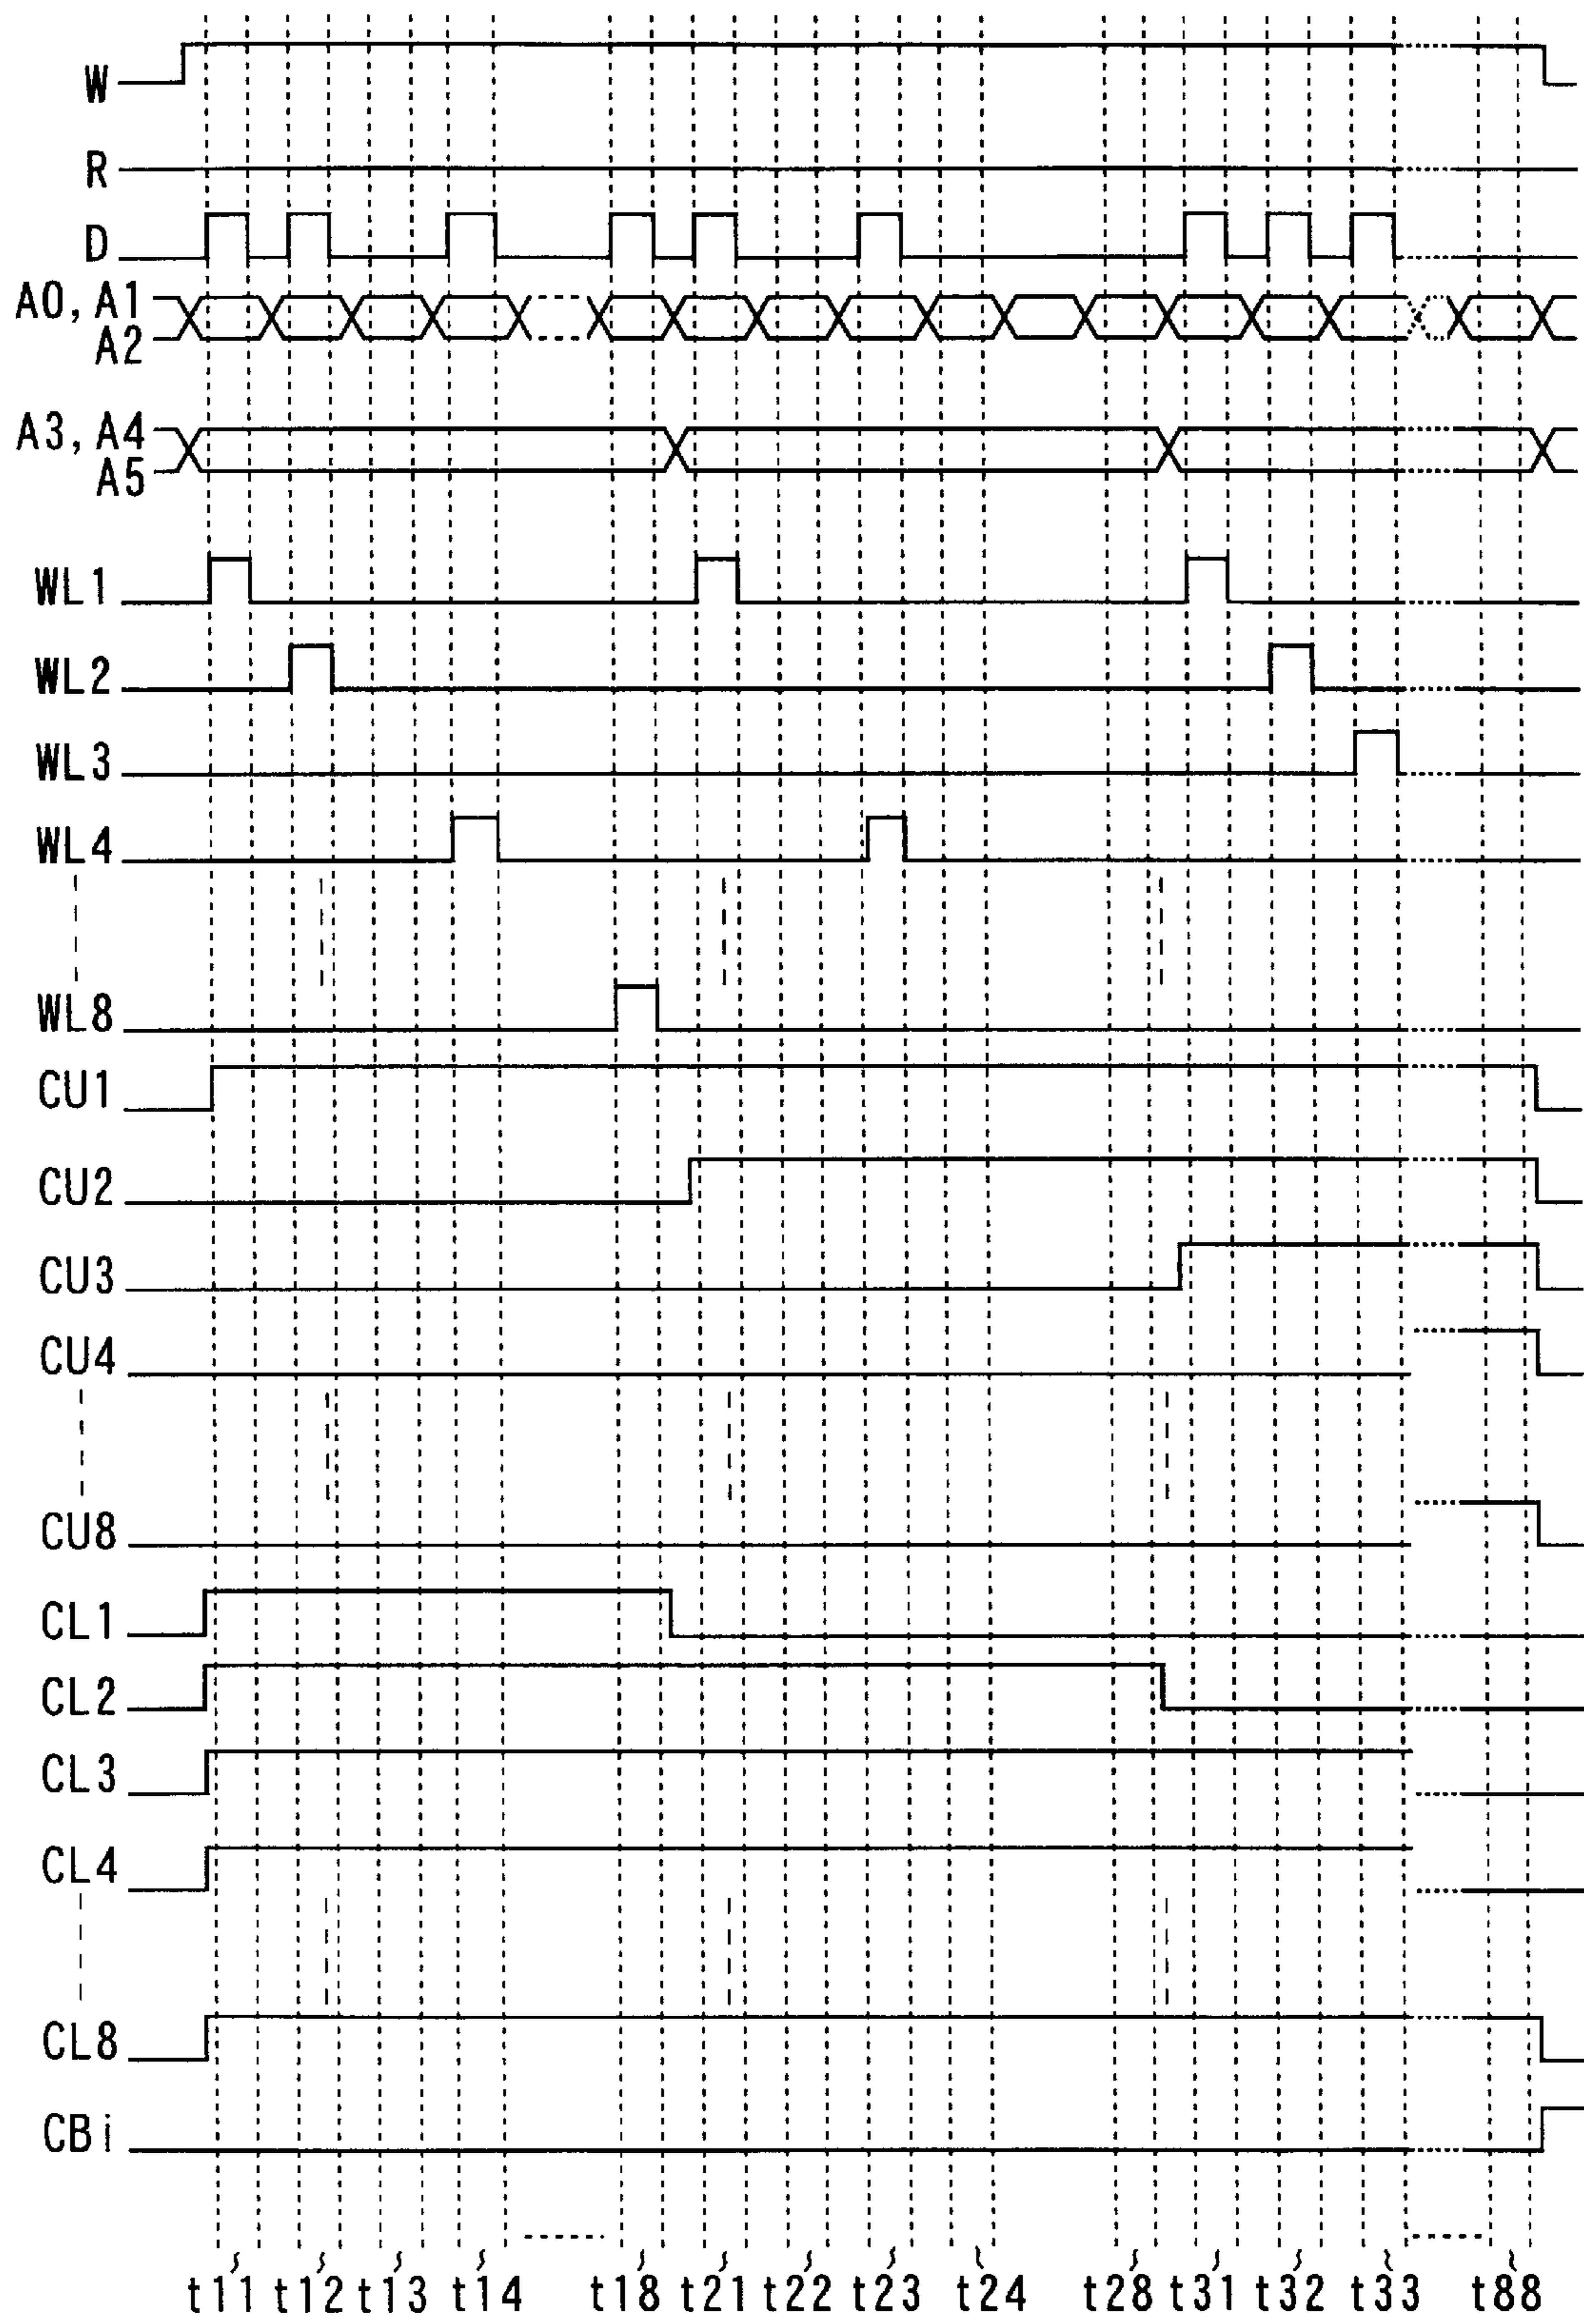 W
R
D
A0, A1
A2
A3, A4
A5
WL1
WL2
WL3
WL4
WL8
CU1
CU2
CU3
CU4
CU8
CL1
CL2
CL3
CL4
CL8
CBi
t11 t12 t13 t14 t18 t21 t22 t23 t24 t28 t31 t32 t33 t88